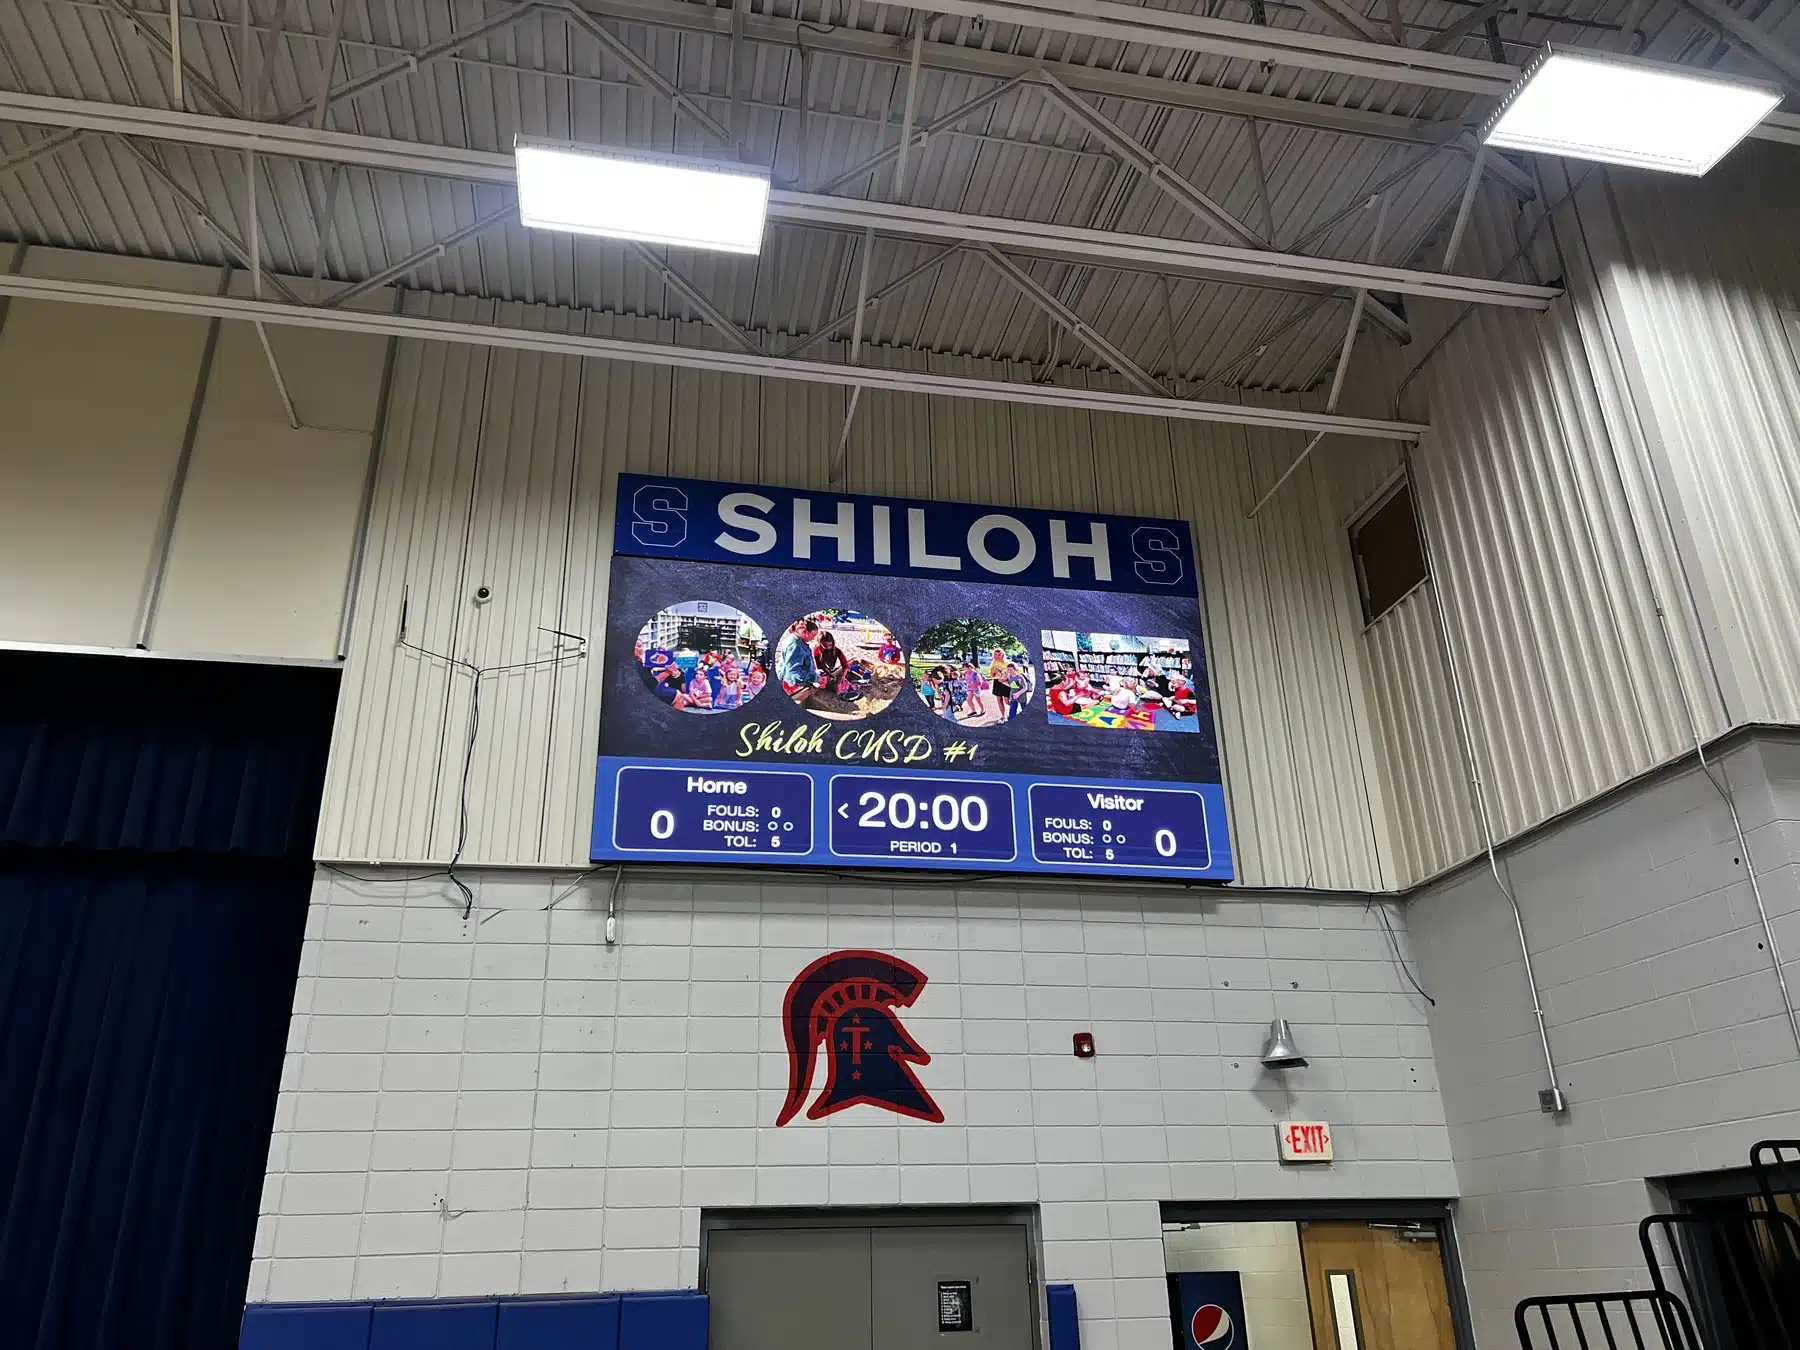 S SHILOH S
Shiloh CUSD #1
Home
0
FOULS: 0
BONUS:
TOL: 5
<20:00
PERIOD 1
Visitor
FOULS: 0
BONUS:
TOL: 5
0
T
<EXIT>